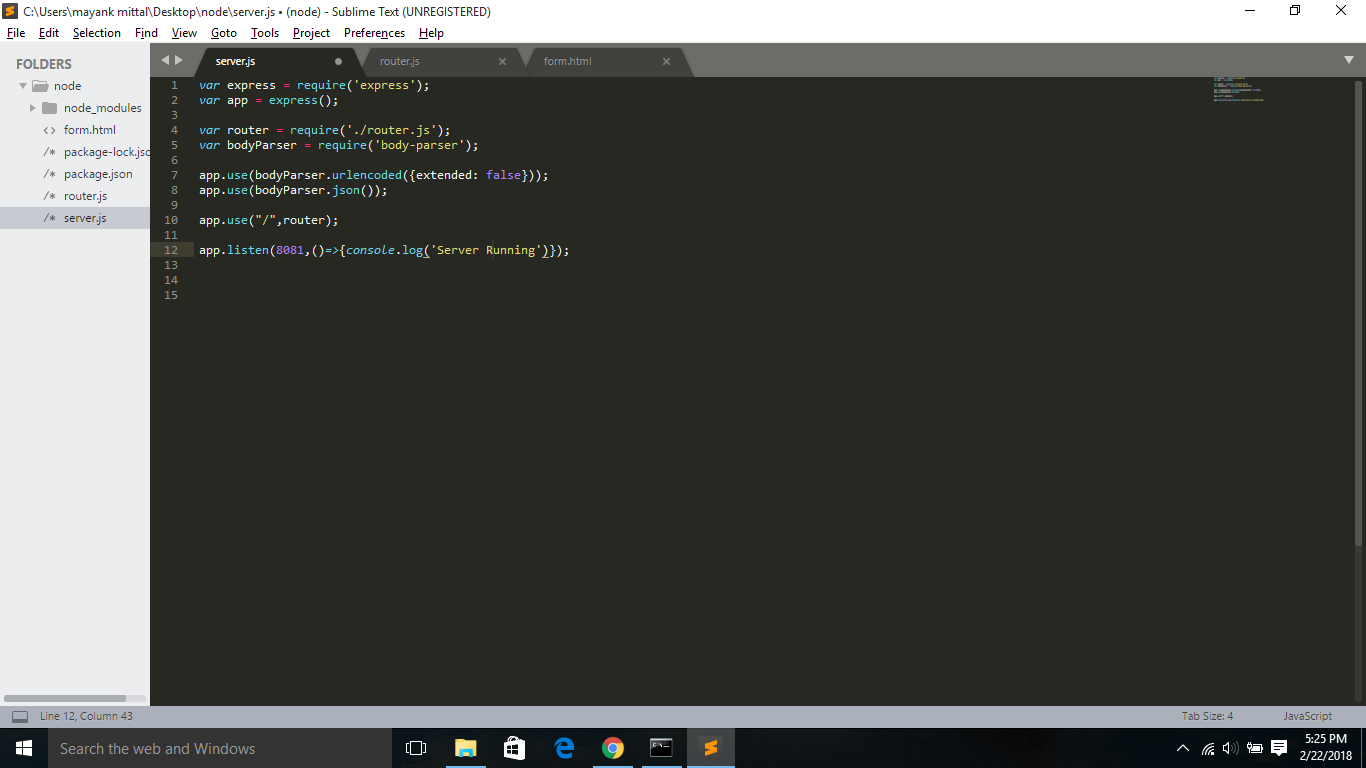 C:\Users\mayank mittal\Desktop\node\server.js • (node) - Sublime Text (UNREGISTERED)
File Edit Selection Find View Goto Tools Project Preferences Help
FOLDERS
node
node_modules
form.html
package-lock.jsc
package.json
router.js
server.js
server.js router.js form.html
1 var express = require('express');
2 var app = express();
3
4 var router = require('./router.js');
5 var bodyParser = require('body-parser');
6
7 app.use(bodyParser.urlencoded({extended: false}));
8 app.use(bodyParser.json());
9
10 app.use("/",router);
11
12 app.listen(8081,()=>{console.log('Server Running')});
13
14
15
Line 12, Column 43 Tab Size: 4 JavaScript
Search the web and Windows
5:25 PM
2/22/2018